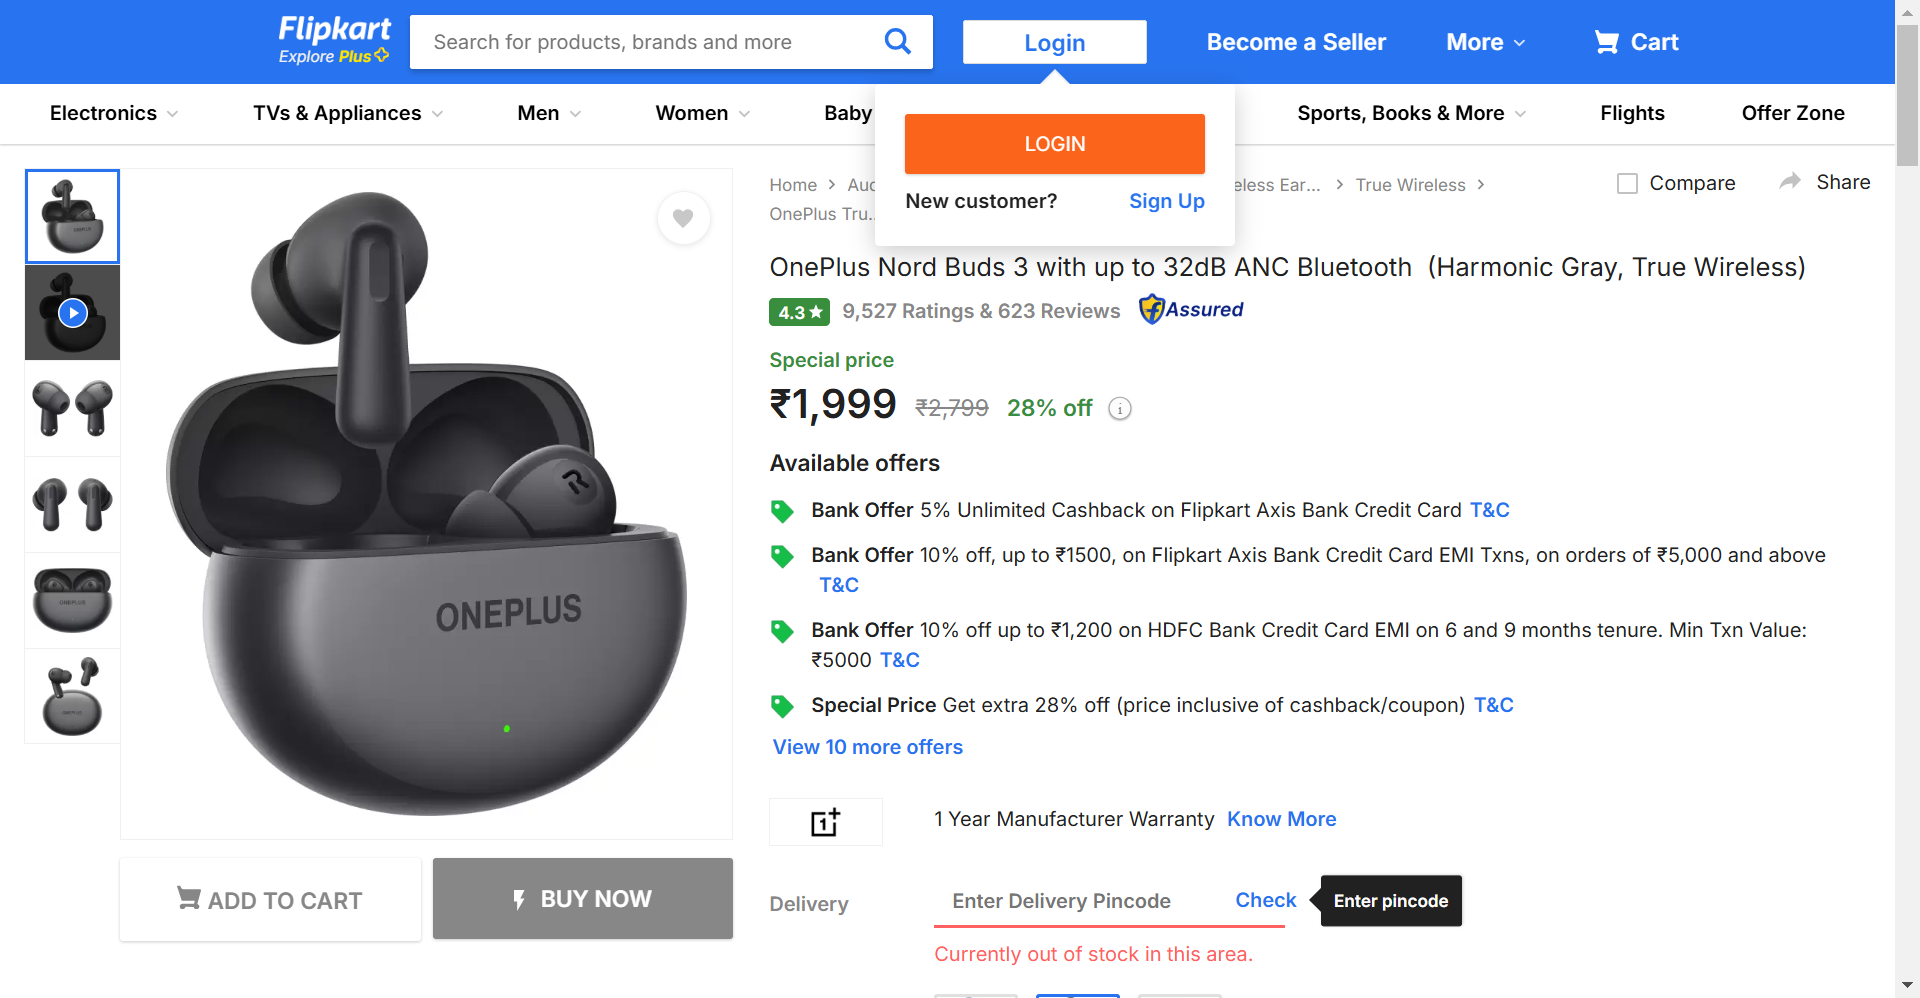 Flipkart
Explore Plus
Search for products, brands and more
Login
Become a Seller
More
Cart
Electronics
TVs & Appliances
Men
Women
Baby
Sports, Books & More
Flights
Offer Zone
LOGIN
New customer? Sign Up
Home
eless Ear...
True Wireless
OnePlus Tru...
Compare
Share
OnePlus Nord Buds 3 with up to 32dB ANC Bluetooth (Harmonic Gray, True Wireless)
4.3 9,527 Ratings & 623 Reviews Assured
Special price
₹1,999 ₹2,799 28% off
Available offers
Bank Offer 5% Unlimited Cashback on Flipkart Axis Bank Credit Card T&C
Bank Offer 10% off, up to ₹1500, on Flipkart Axis Bank Credit Card EMI Txns, on orders of ₹5,000 and above
T&C
Bank Offer 10% off up to ₹1,200 on HDFC Bank Credit Card EMI on 6 and 9 months tenure. Min Txn Value:
₹5000 T&C
Special Price Get extra 28% off (price inclusive of cashback/coupon) T&C
View 10 more offers
1 Year Manufacturer Warranty Know More
Delivery
Enter Delivery Pincode
Check
Enter pincode
Currently out of stock in this area.
ONEPLUS
R
ADD TO CART
BUY NOW